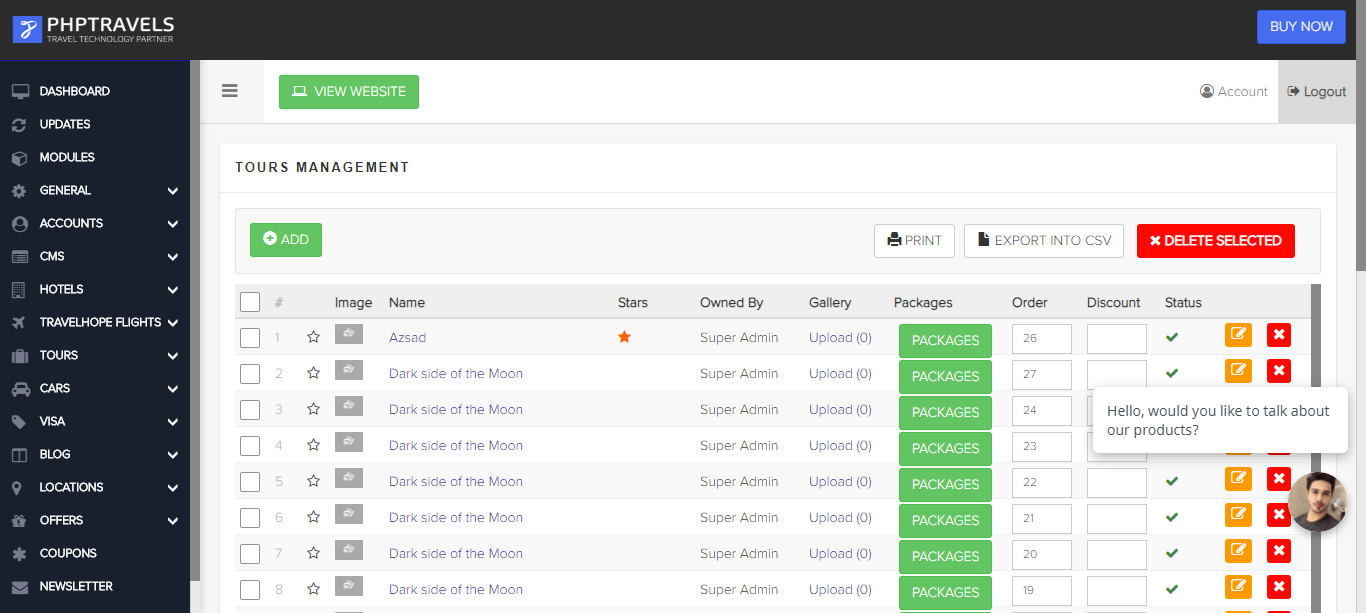 PHPTRAVELS
TRAVEL TECHNOLOGY PARTNER
BUY NOW
DASHBOARD
UPDATES
MODULES
GENERAL
ACCOUNTS
CMS
HOTELS
TRAVELHOPE FLIGHTS
TOURS
CARS
VISA
BLOG
LOCATIONS
OFFERS
COUPONS
NEWSLETTER
VIEW WEBSITE
Account
Logout
TOURS MANAGEMENT
ADD
PRINT
EXPORT INTO CSV
DELETE SELECTED
# Image Name Stars Owned By Gallery Packages Order Discount Status
1 Azsad Super Admin Upload (0) PACKAGES 26
2 Dark side of the Moon Super Admin Upload (0) PACKAGES 27
3 Dark side of the Moon Super Admin Upload (0) PACKAGES 24
4 Dark side of the Moon Super Admin Upload (0) PACKAGES 23
5 Dark side of the Moon Super Admin Upload (0) PACKAGES 22
6 Dark side of the Moon Super Admin Upload (0) PACKAGES 21
7 Dark side of the Moon Super Admin Upload (0) PACKAGES 20
8 Dark side of the Moon Super Admin Upload (0) PACKAGES 19
Hello, would you like to talk about
our products?